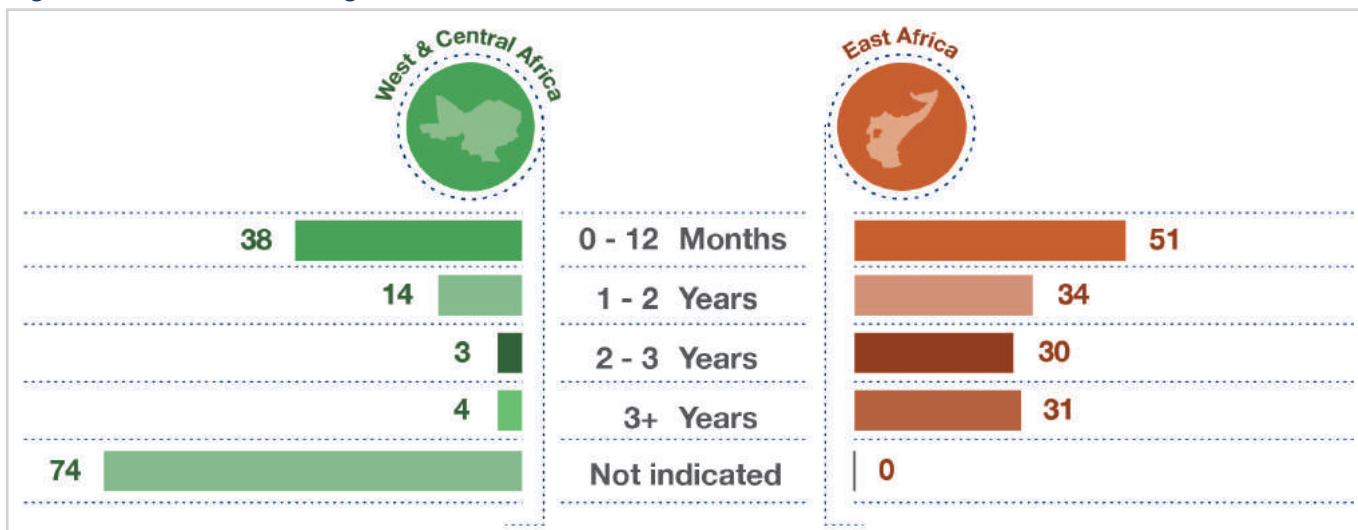 West & Central Africa
East Africa
38 0 - 12 Months 51
14 1 - 2 Years 34
3 2 - 3 Years 30
4 3+ Years 31
74 Not indicated 0